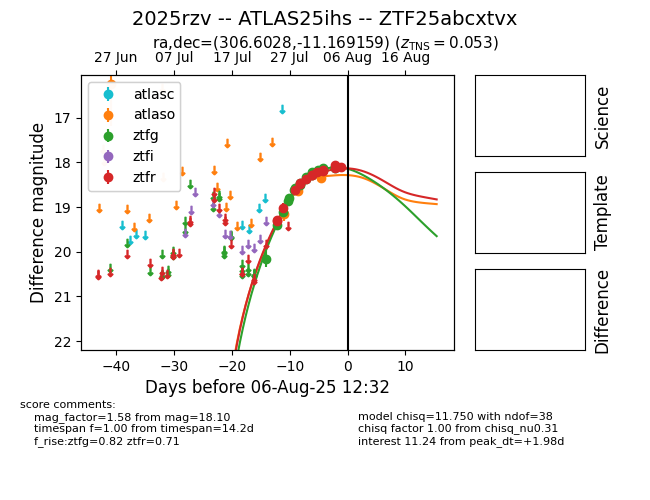 2025rzv -- ATLAS25ihs -- ZTF25abcxtvx
ra,dec=(306.6028,-11.169159) (z_TNS = 0.053)
27 Jun 07 Jul 17 Jul 27 Jul 06 Aug 16 Aug
atlasc
atlaso
ztfg
ztfi
ztfr
17
18
19
20
21
22
Difference magnitude
−40 −30 −20 −10 0 10
Days before 06-Aug-25 12:32
Science
Template
Difference
score comments:
mag_factor=1.58 from mag=18.10
timespan f=1.00 from timespan=14.2d
f_rise:ztfg=0.82 ztfr=0.71
model chisq=11.750 with ndof=38
chisq factor 1.00 from chisq_nu0.31
interest 11.24 from peak_dt=+1.98d